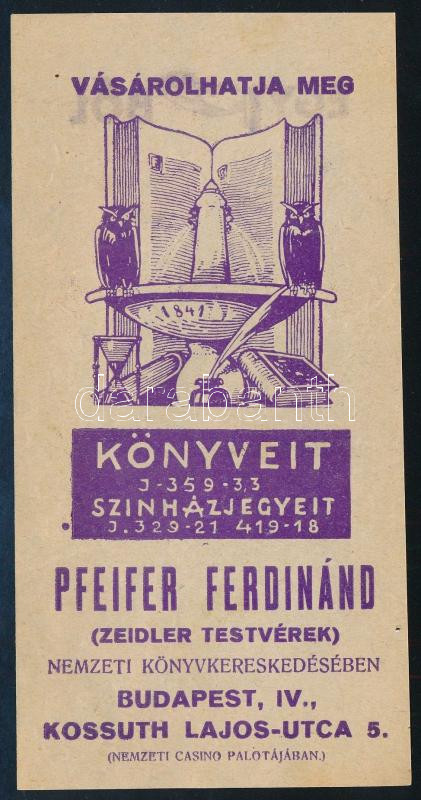 VÁSÁROLHATJA MEG
1841
darabanth
KÖNYVEIT
J-359-33
SZINHÁZJEGYEIT
J.329-21 419-18
PFEIFER FERDINÁND
(ZEIDLER TESTVÉREK)
NEMZETI KÖNYVKERESKEDÉSÉBEN
BUDAPEST, IV.,
KOSSUTH LAJOS-UTCA 5.
(NEMZETI CASINO PALOTÁJÁBAN.)